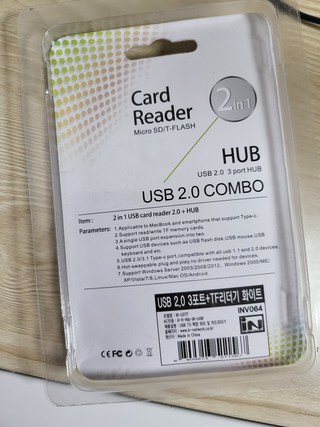 Card
Reader
Micro SD/T-FLASH
2 in 1
HUB
USB 2.0 3 port HUB
USB 2.0 COMBO
Item: 2 in 1 USB card reader 2.0 + HUB
Parameters: 1.Applicable to MacBook and smartphone that support Type-c.
2.Support read/write TF memory cards.
3.A single USB port expansion into two.
4.Support USB devices such as USB flash disk,USB mouse,USB
keyboard and etc.
5.USB 2.0/3.1 Type-c port,compatible with all usb 1.1 and 2.0 devices.
6.Hot-swappable,plug and play,no driver needed for devices.
7.Support Windows Server 2003/2008/2012, Windows 2000/ME/
XP/Vista/7/8,Linux/Mac OS/Android.
USB 2.0 3포트+TF리더기 화이트
INV064
IN
CE FC